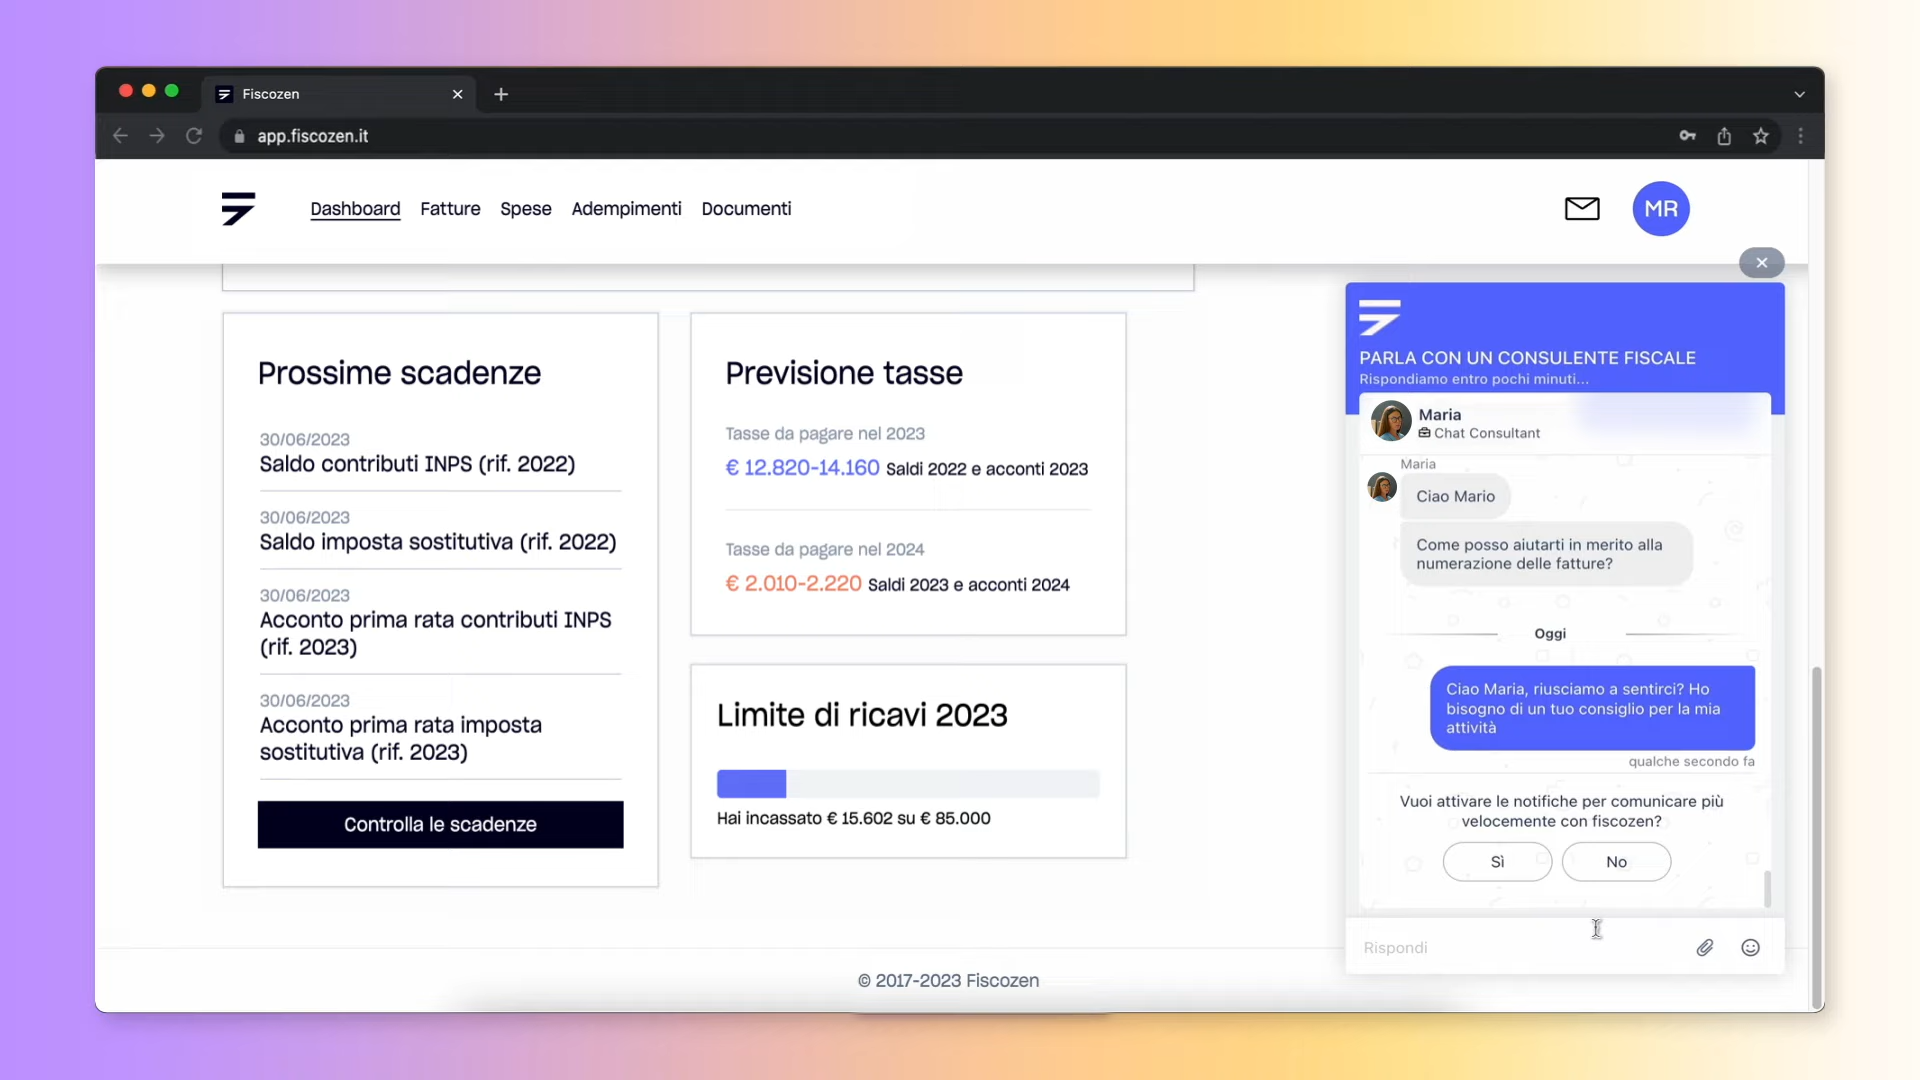 Fiscozen
app.fiscozen.it
Dashboard Fatture Spese Adempimenti Documenti
MR
Prossime scadenze
30/06/2023
Saldo contributi INPS (rif. 2022)
30/06/2023
Saldo imposta sostitutiva (rif. 2022)
30/06/2023
Acconto prima rata contributi INPS
(rif. 2023)
30/06/2023
Acconto prima rata imposta
sostitutiva (rif. 2023)
Controlla le scadenze
Previsione tasse
Tasse da pagare nel 2023
€ 12.820-14.160 Saldi 2022 e acconti 2023
Tasse da pagare nel 2024
€ 2.010-2.220 Saldi 2023 e acconti 2024
Limite di ricavi 2023
Hai incassato € 15.602 su € 85.000
PARLA CON UN CONSULENTE FISCALE
Rispondiamo entro pochi minuti...
Maria
Chat Consultant
Maria
Ciao Mario
Come posso aiutarti in merito alla
numerazione delle fatture?
Oggi
Ciao Maria, riusciamo a sentirci? Ho
bisogno di un tuo consiglio per la mia
attività
qualche secondo fa
Vuoi attivare le notifiche per comunicare più
velocemente con fiscozen?
Sì No
Rispondi
© 2017-2023 Fiscozen